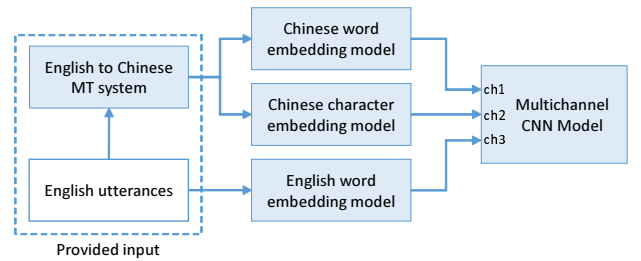 Chinese word
embedding model
English to Chinese
MT system
Chinese character
embedding model
ch1
ch2
ch3
Multichannel
CNN Model
English utterances
English word
embedding model
Provided input